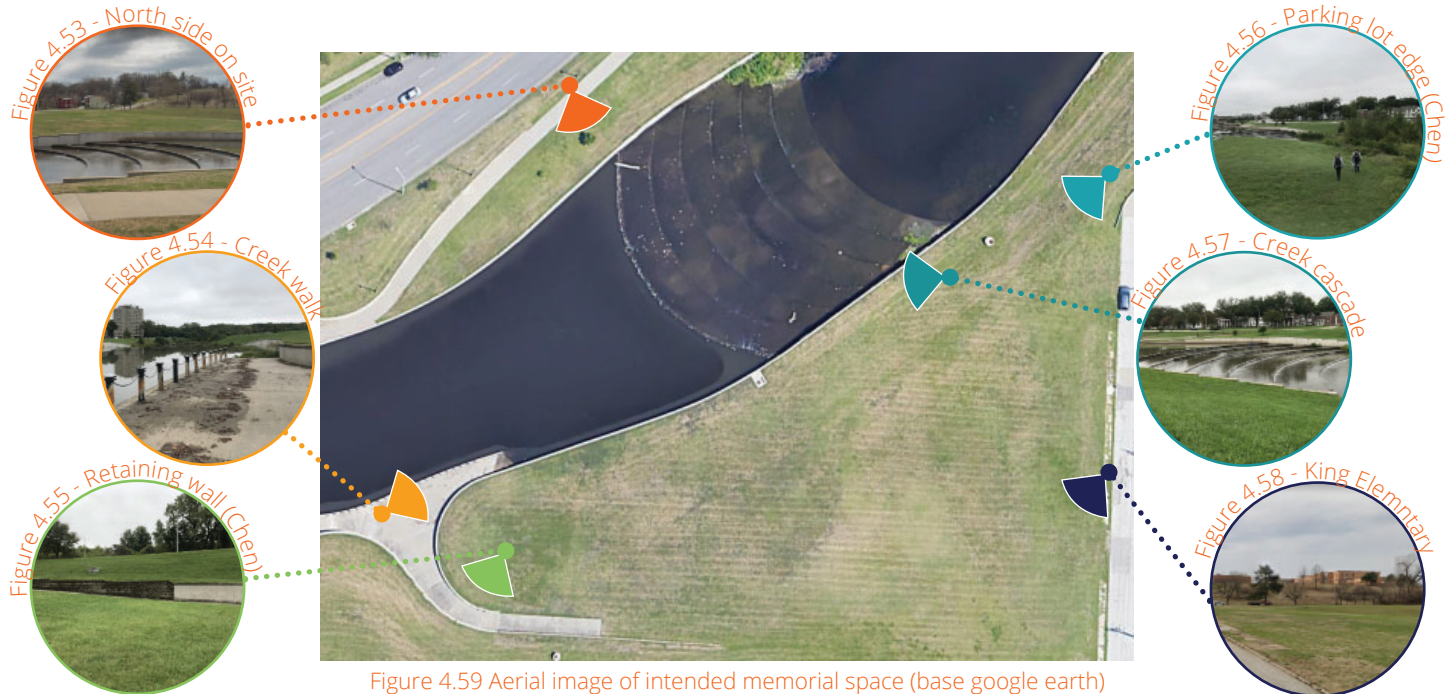 Figure 4.53 - North side on site
Figure 4.54 - Creek walk
Figure 4.55 - Retaining wall (Chen)
Figure 4.56 - Parking lot edge (Chen)
Figure 4.57 - Creek cascade
Figure 4.58 - King Elemntary
Figure 4.59 Aerial image of intended memorial space (base google earth)